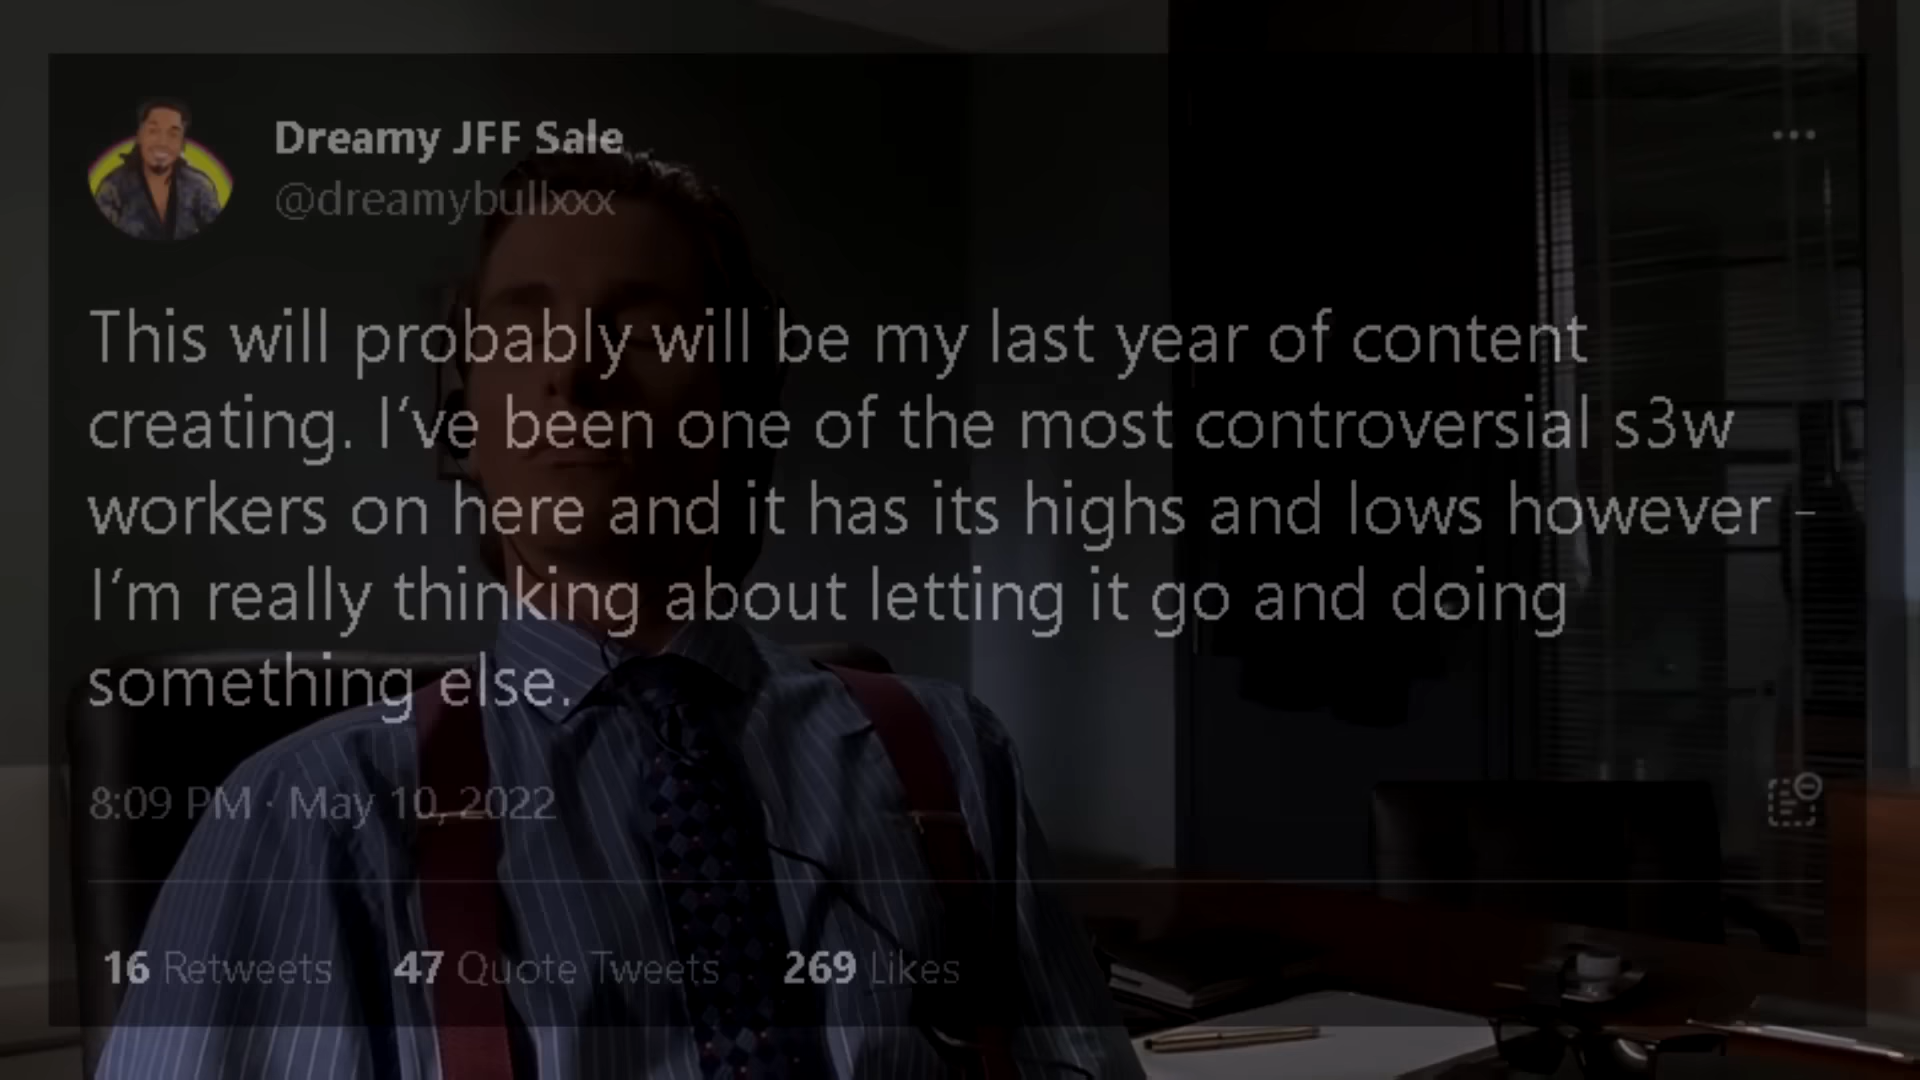 Dreamy JFF Sale
@dreamybullxxx
This will probably will be my last year of content
creating. I‘ve been one of the most controversial s3w
workers on here and it has its highs and lows however -
I‘m really thinking about letting it go and doing
something else.
8:09 PM · May 10, 2022
16 Retweets 47 Quote Tweets 269 Likes